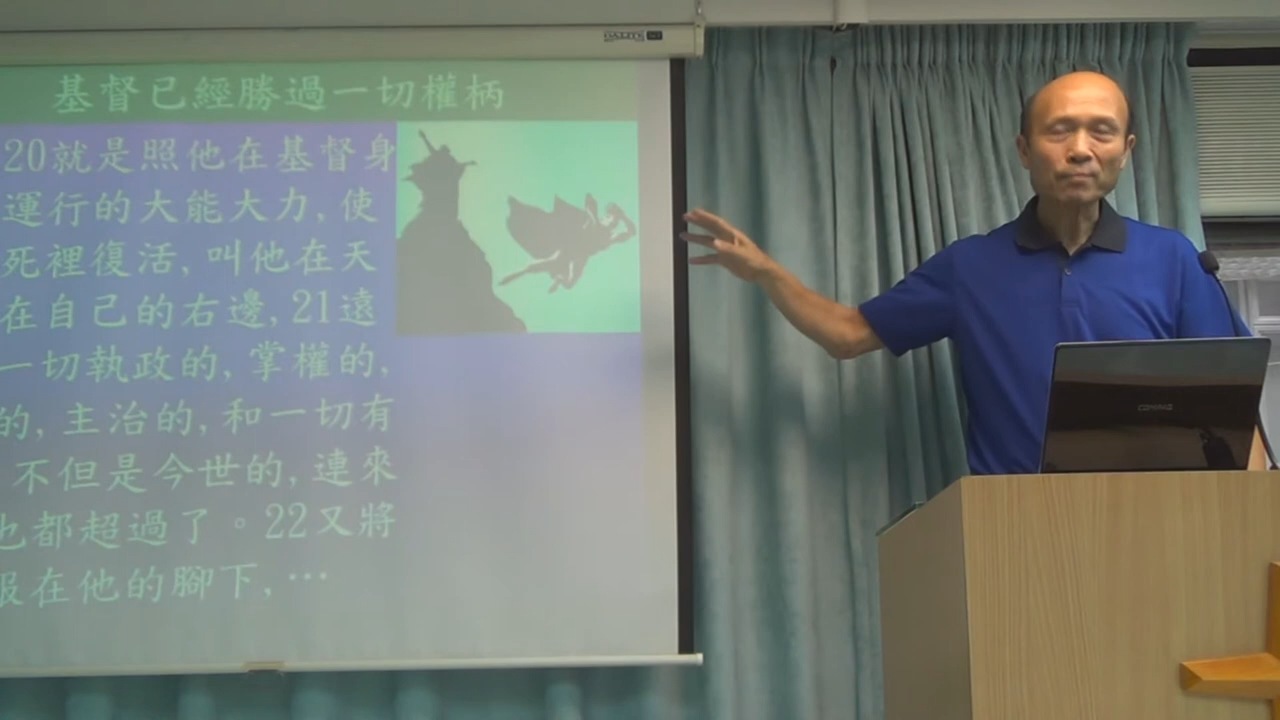 DALITE
基督已經勝過一切權柄
20就是照他在基督身
運行的大能大力,使
死裡復活,叫他在天
在自己的右邊,21遠
一切執政的,掌權的,
的,主治的,和一切有
不但是今世的,連來
也都超過了。22又將
服在他的腳下,…
COMPAQ